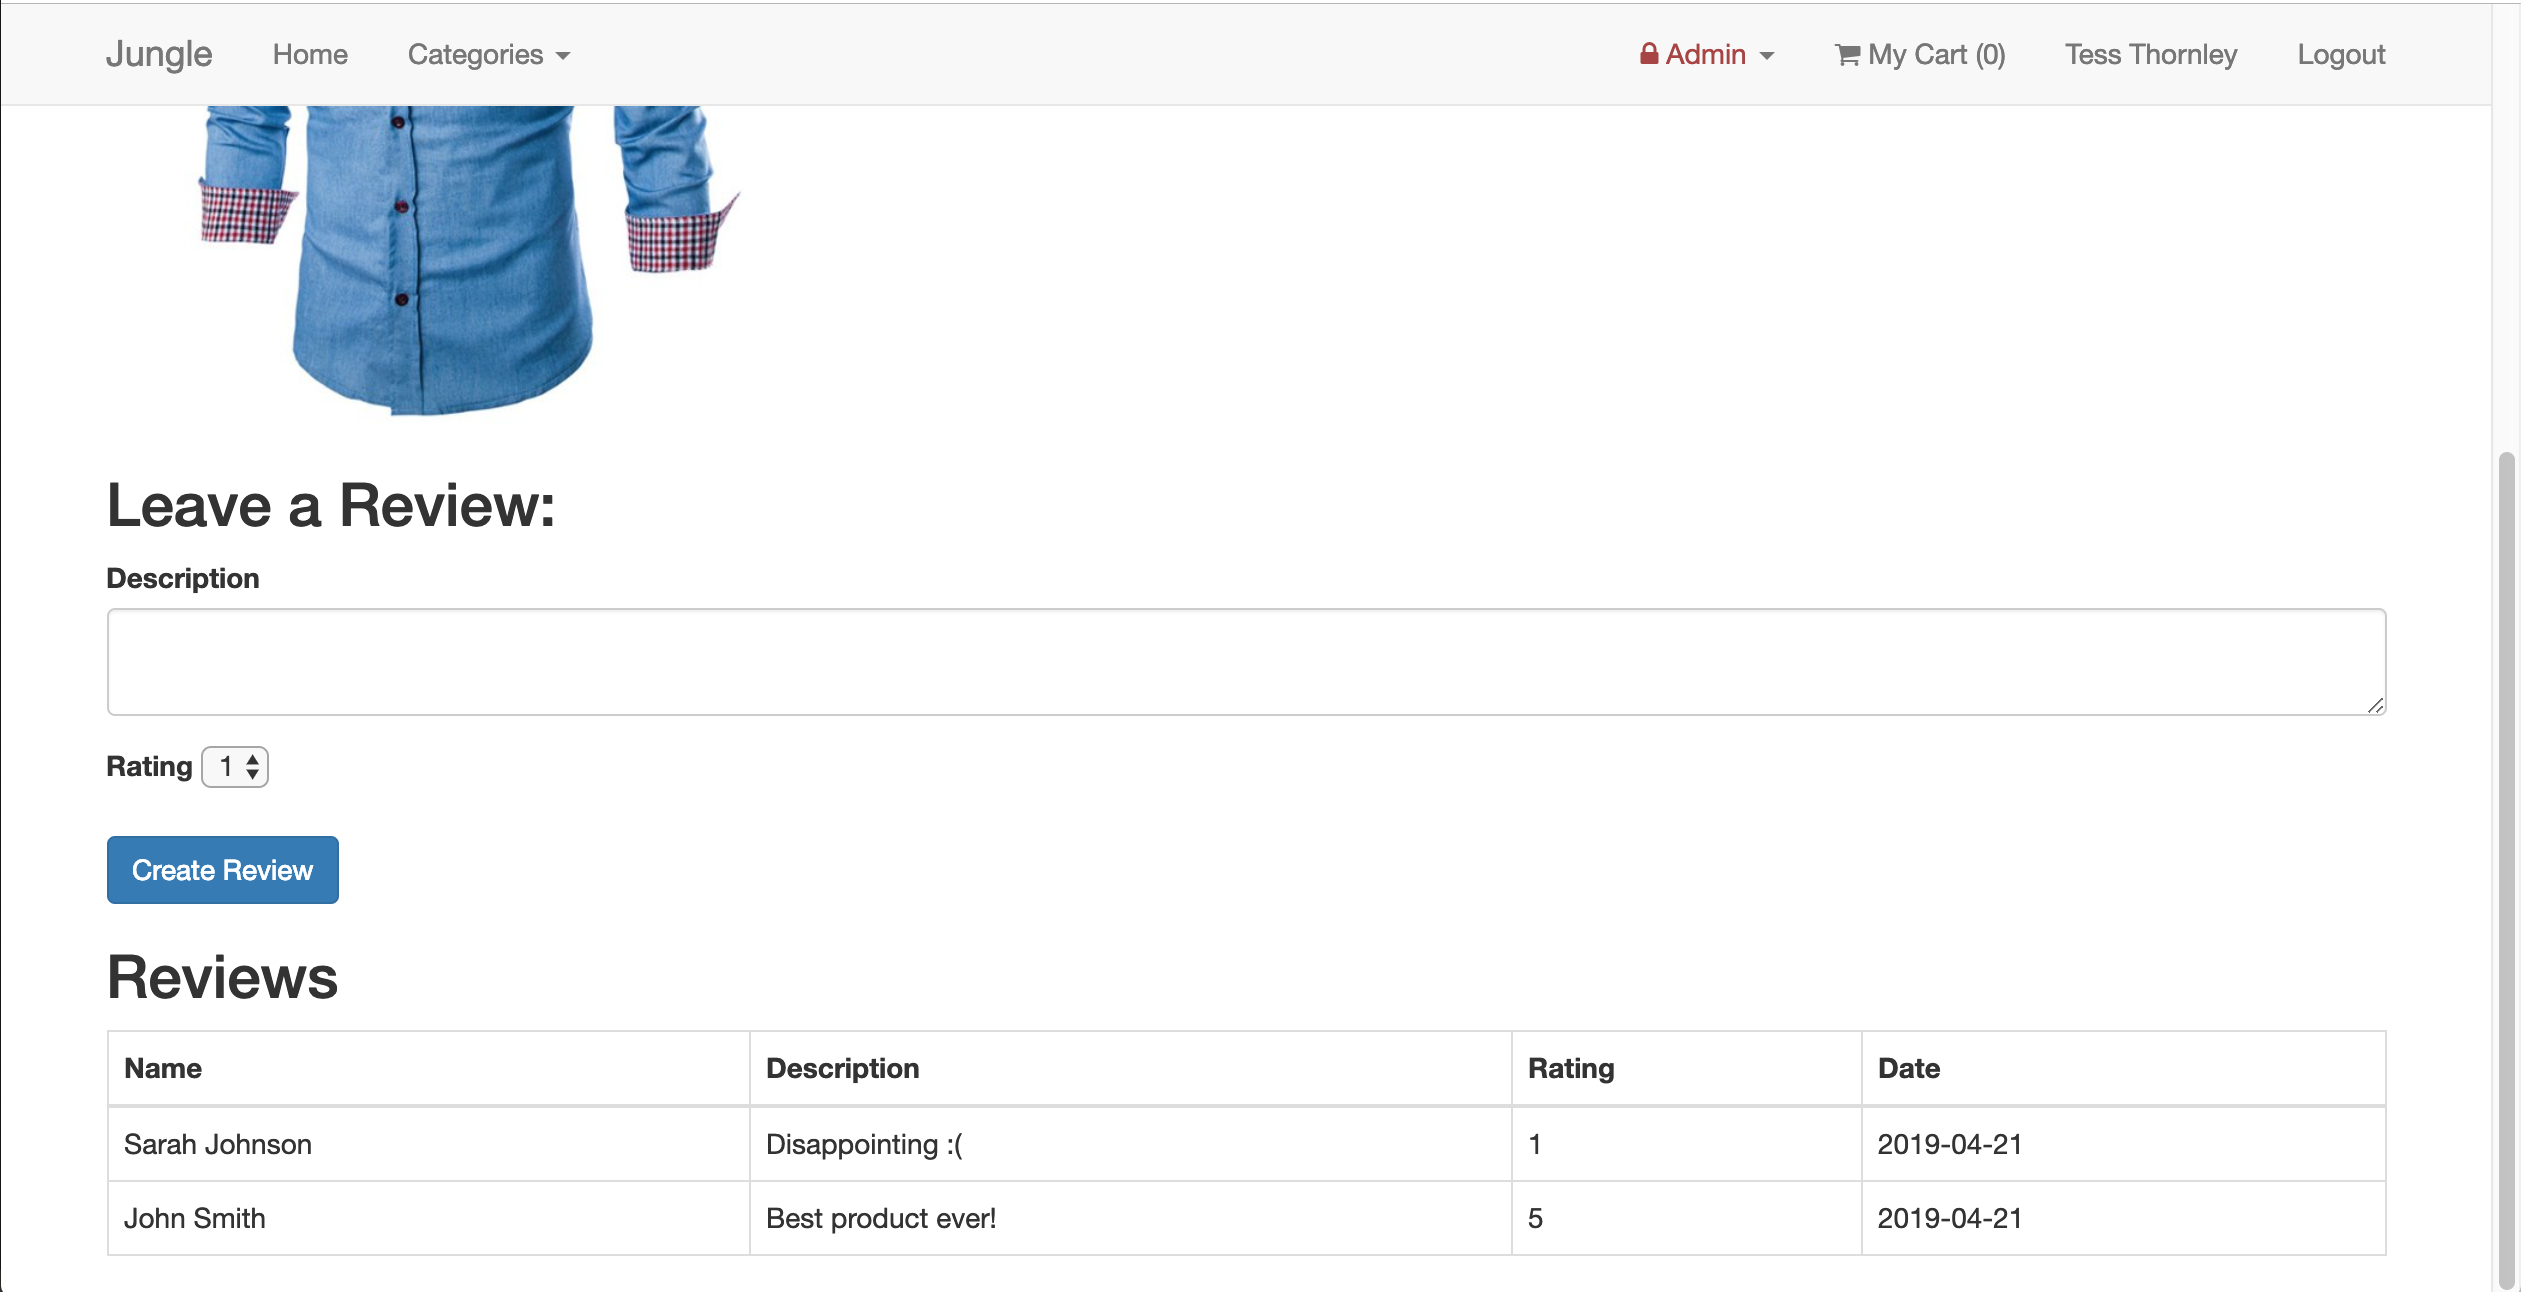 Jungle Home Categories Admin My Cart (0) Tess Thornley Logout
Leave a Review:
Description
Rating 1
Create Review
Reviews
Name Description Rating Date
Sarah Johnson Disappointing :( 1 2019-04-21
John Smith Best product ever! 5 2019-04-21